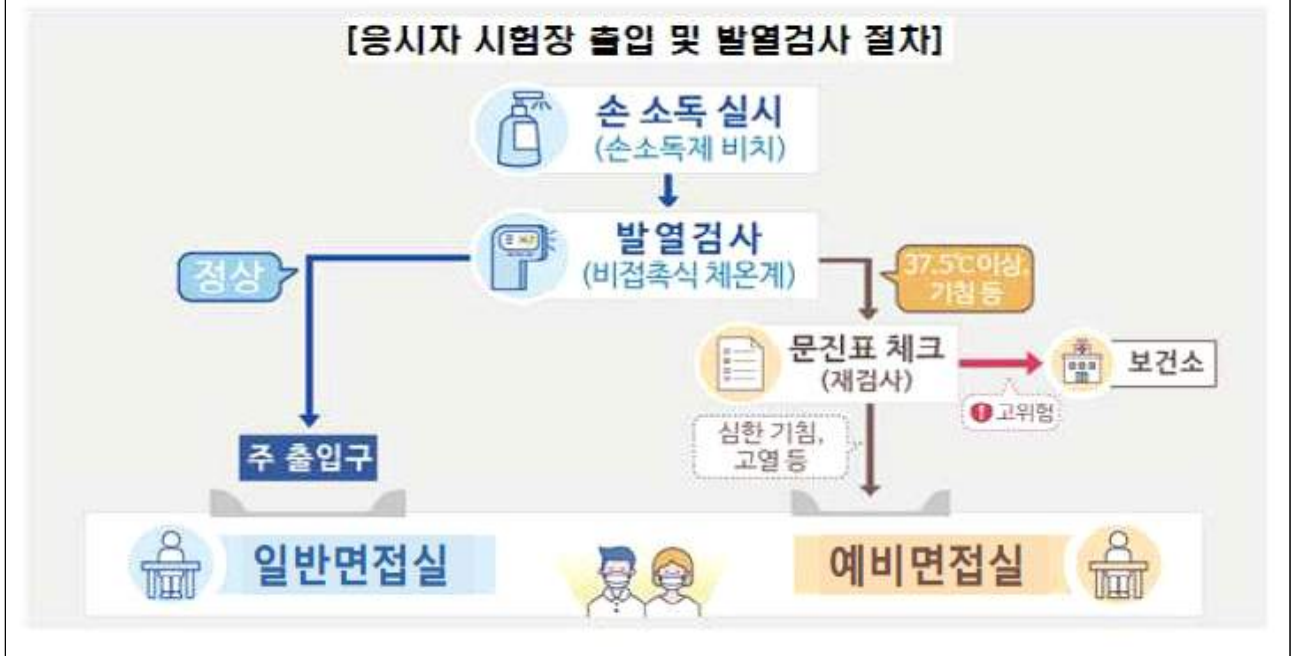 [응시자 시험장 출입 및 발열검사 절차]
손 소독 실시
(손소독제 비치)
발열검사
(비접촉식 체온계)
정상
37.5℃이상,
기침 등
문진표 체크
(재검사)
보건소
고위험
심한 기침,
고열 등
주 출입구
일반면접실
예비면접실